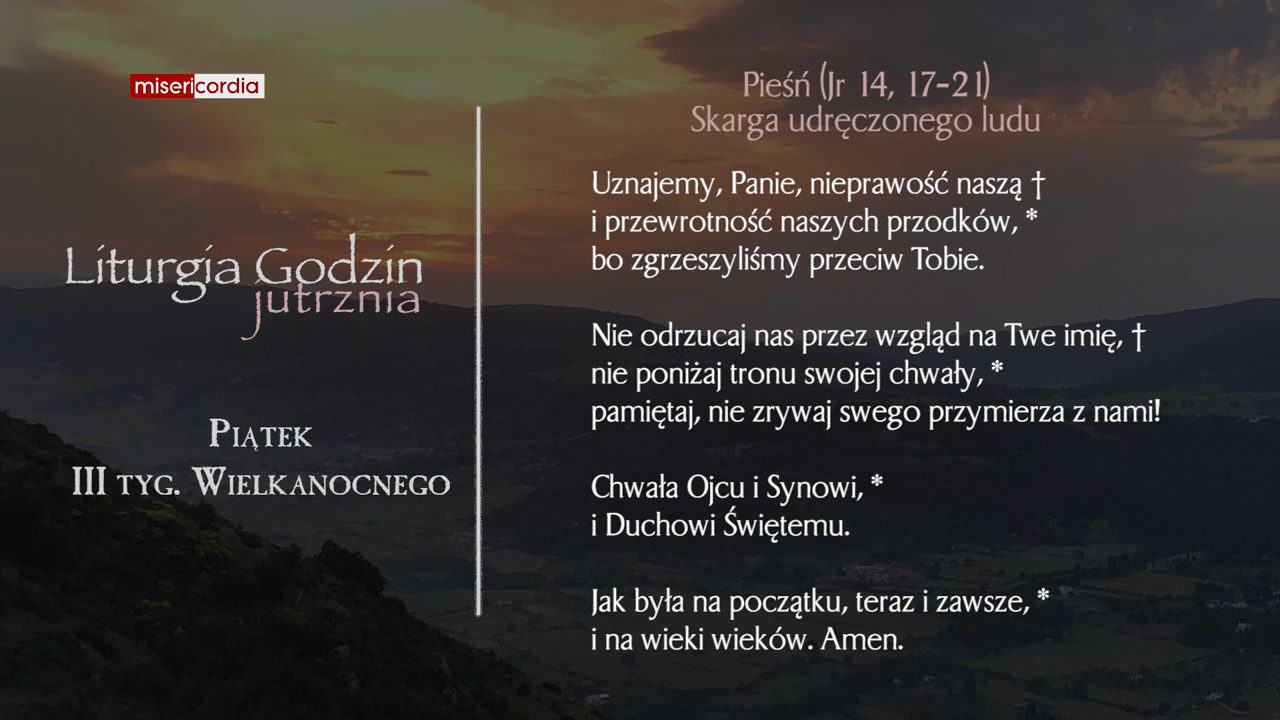 misericordia
Liturgia Godzin
jutrznia
Piątek
III tyg. Wielkanocnego
Pieśń (Jr 14, 17-21)
Skarga udręczonego ludu
Uznajemy, Panie, nieprawość naszą †
i przewrotność naszych przodków, *
bo zgrzeszyliśmy przeciw Tobie.
Nie odrzucaj nas przez wzgląd na Twe imię, †
nie poniżaj tronu swojej chwały, *
pamiętaj, nie zrywaj swego przymierza z nami!
Chwała Ojcu i Synowi, *
i Duchowi Świętemu.
Jak była na początku, teraz i zawsze, *
i na wieki wieków. Amen.